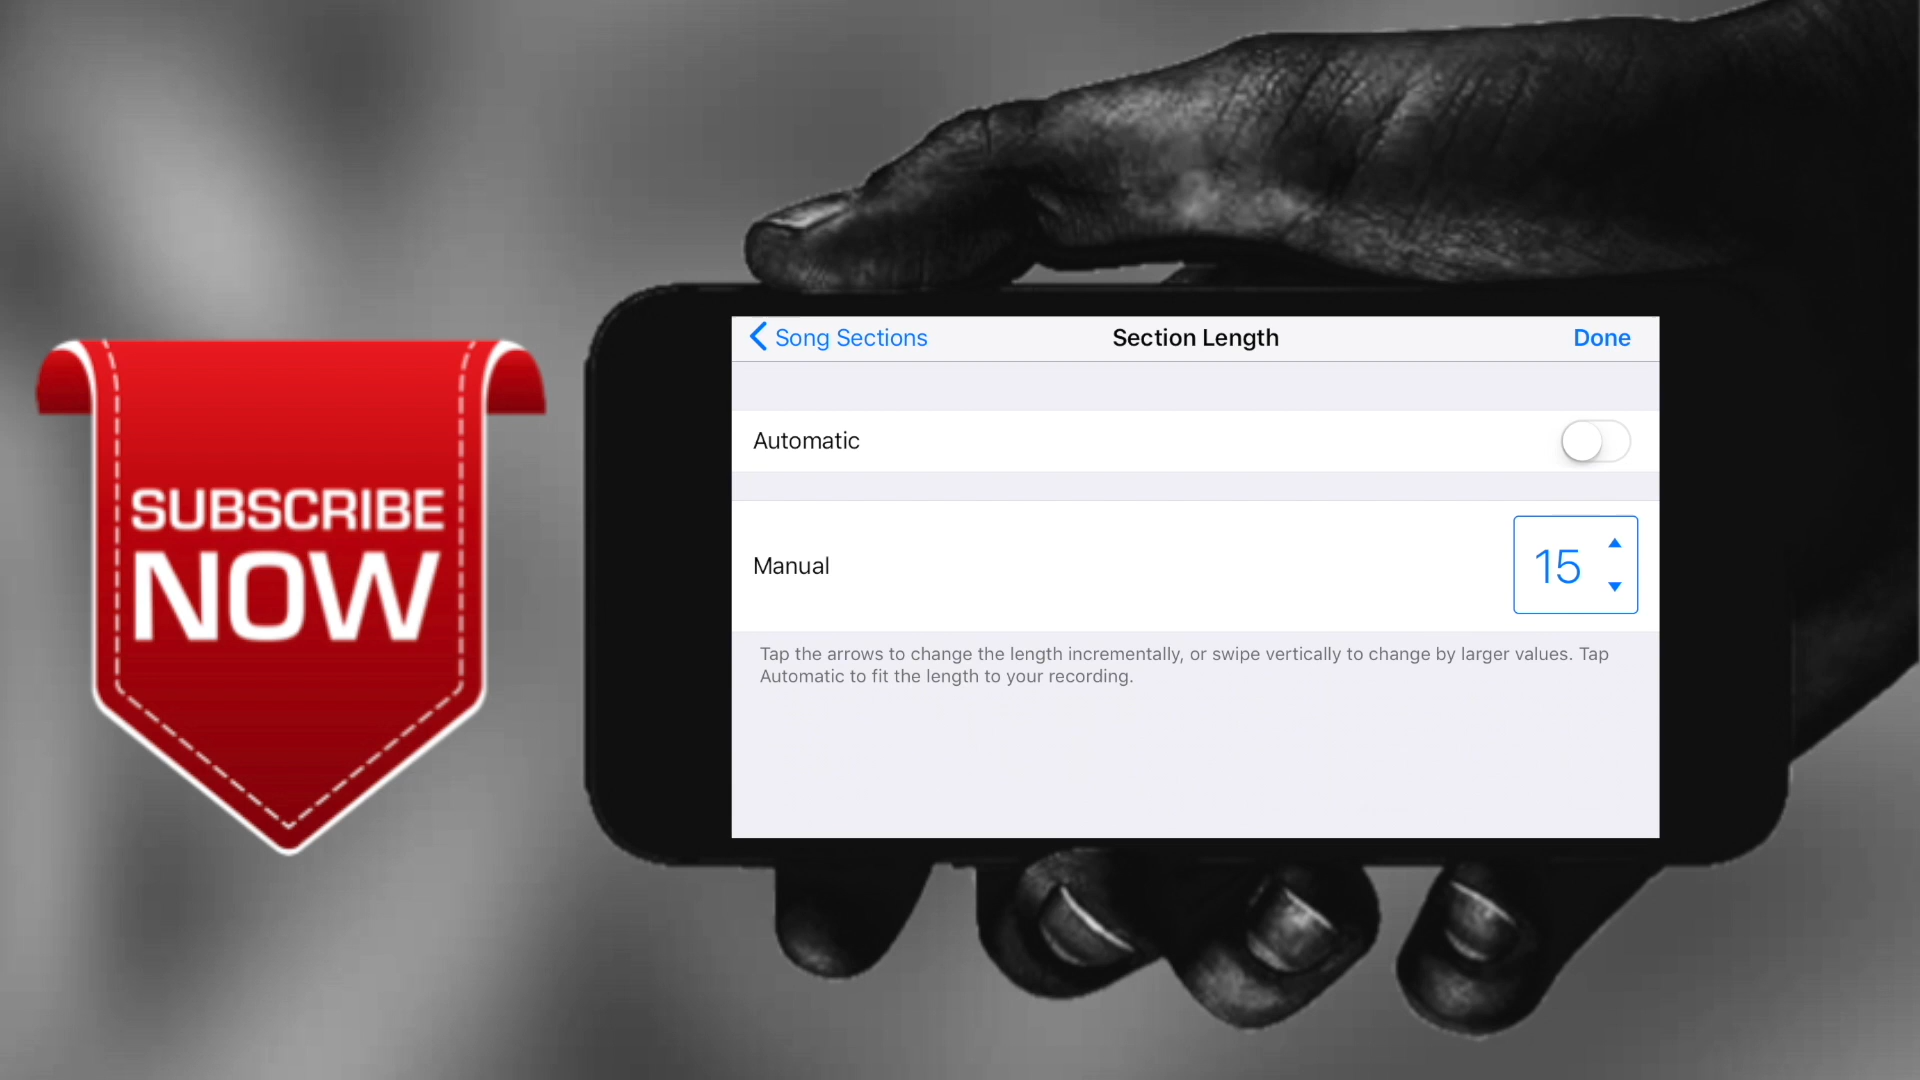 SUBSCRIBE
NOW
Song Sections
Section Length
Done
Automatic
Manual
15
Tap the arrows to change the length incrementally, or swipe vertically to change by larger values. Tap
Automatic to fit the length to your recording.